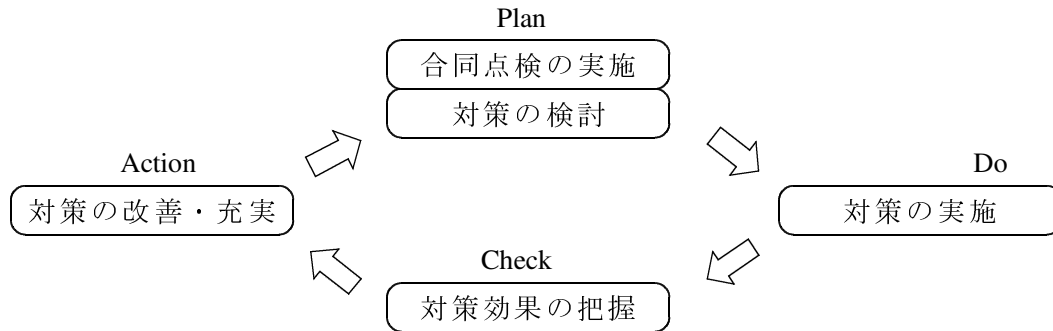 Plan
合同点検の実施
対策の検討
Action
対策の改善・充実
Do
対策の実施
Check
対策効果の把握